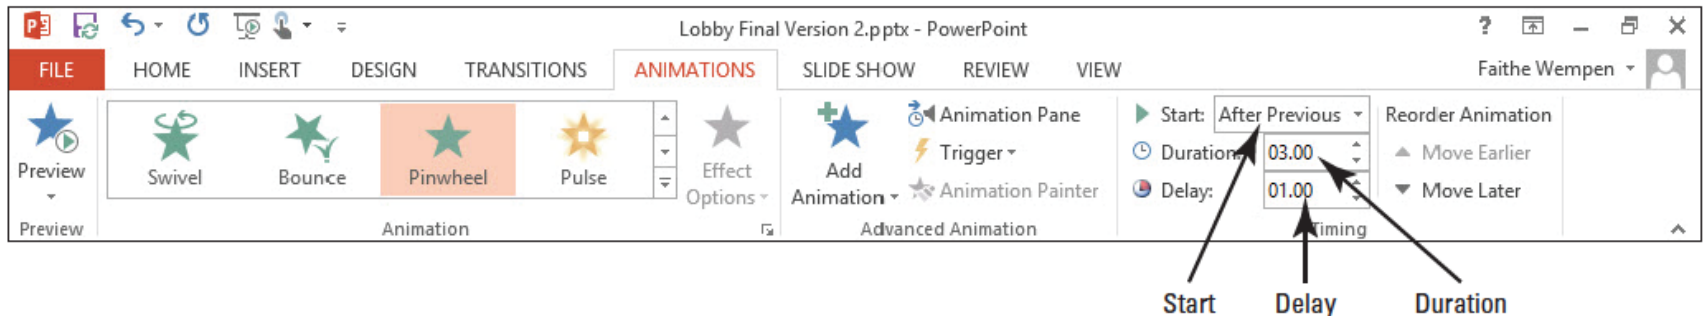 Lobby Final Version 2.pptx - PowerPoint
FILE HOME INSERT DESIGN TRANSITIONS ANIMATIONS SLIDE SHOW REVIEW VIEW Faithe Wempen
Preview
Swivel Bounce Pinwheel Pulse
Effect Options
Add Animation
Animation Pane
Trigger
Animation Painter
Start: After Previous
Duration: 03.00
Delay: 01.00
Reorder Animation
Move Earlier
Move Later
Preview Animation Advanced Animation Timing
Start Delay Duration